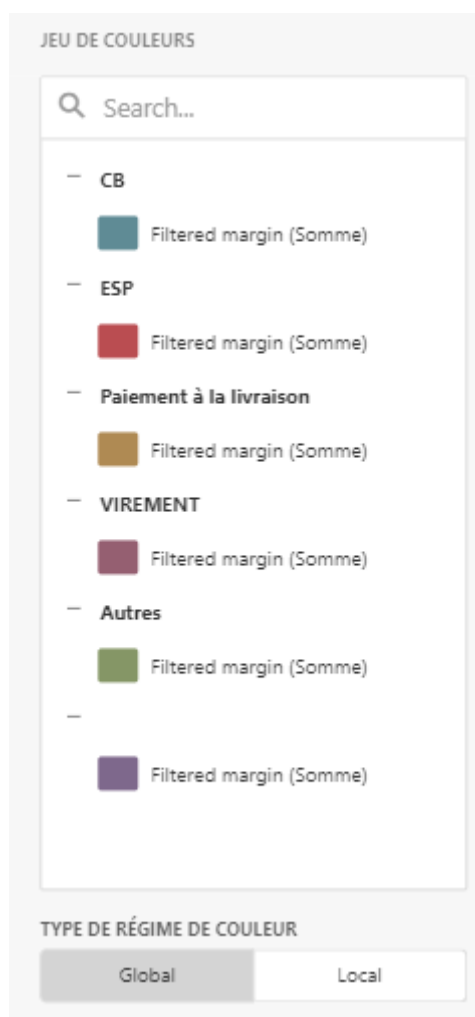 JEU DE COULEURS
Search...
CB
Filtered margin (Somme)
ESP
Filtered margin (Somme)
Paiement à la livraison
Filtered margin (Somme)
VIREMENT
Filtered margin (Somme)
Autres
Filtered margin (Somme)
Filtered margin (Somme)
TYPE DE RÉGIME DE COULEUR
Global Local